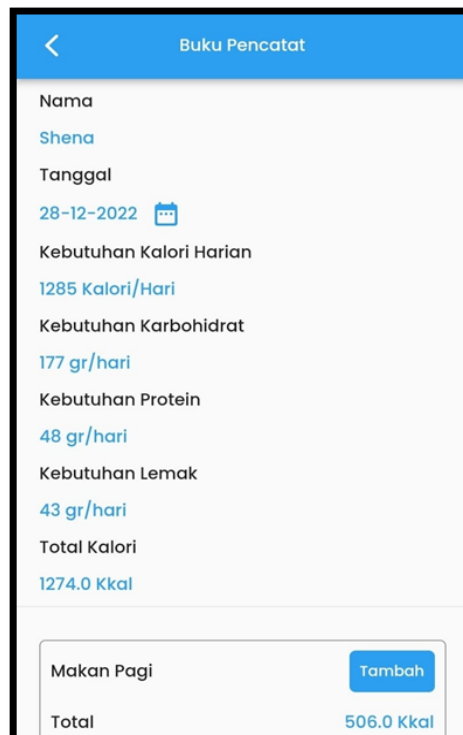 Buku Pencatat
Nama
Shena
Tanggal
28-12-2022
Kebutuhan Kalori Harian
1285 Kalori/Hari
Kebutuhan Karbohidrat
177 gr/hari
Kebutuhan Protein
48 gr/hari
Kebutuhan Lemak
43 gr/hari
Total Kalori
1274.0 Kkal
Makan Pagi Tambah
Total 506.0 Kkal